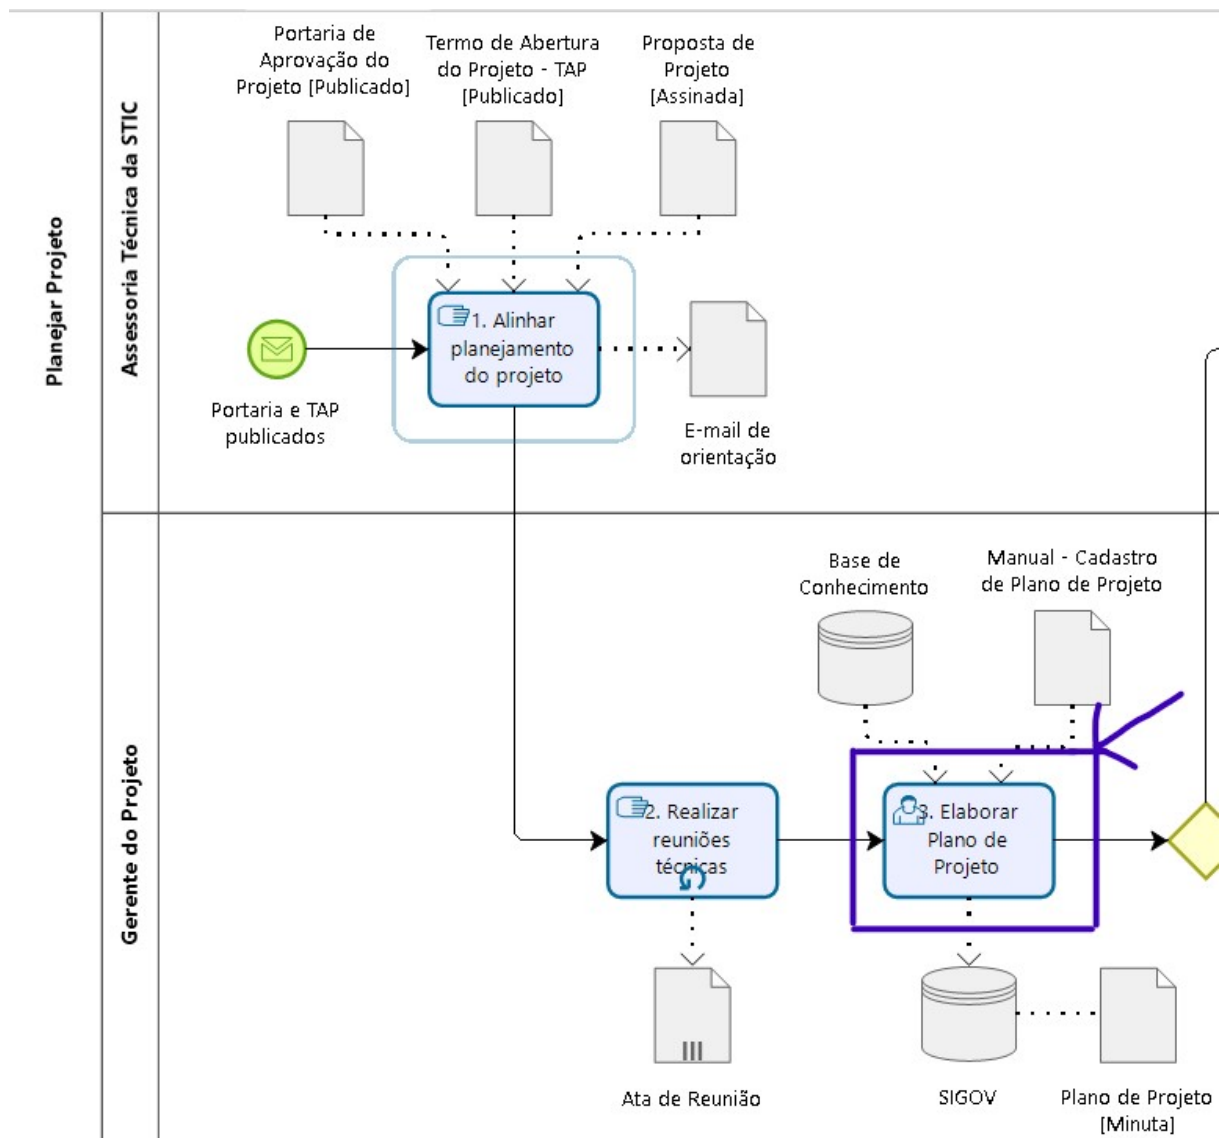 Planejar Projeto
Assessoria Técnica da STIC
Portaria de
Aprovação do
Projeto [Publicado]
Termo de Abertura
do Projeto - TAP
[Publicado]
Proposta de
Projeto
[Assinada]
1. Alinhar
planejamento
do projeto
Portaria e TAP
publicados
E-mail de
orientação
Gerente do Projeto
Base de
Conhecimento
Manual - Cadastro
de Plano de Projeto
2. Realizar
reuniões
técnicas
3. Elaborar
Plano de
Projeto
Ata de Reunião
SIGOV
Plano de Projeto
[Minuta]